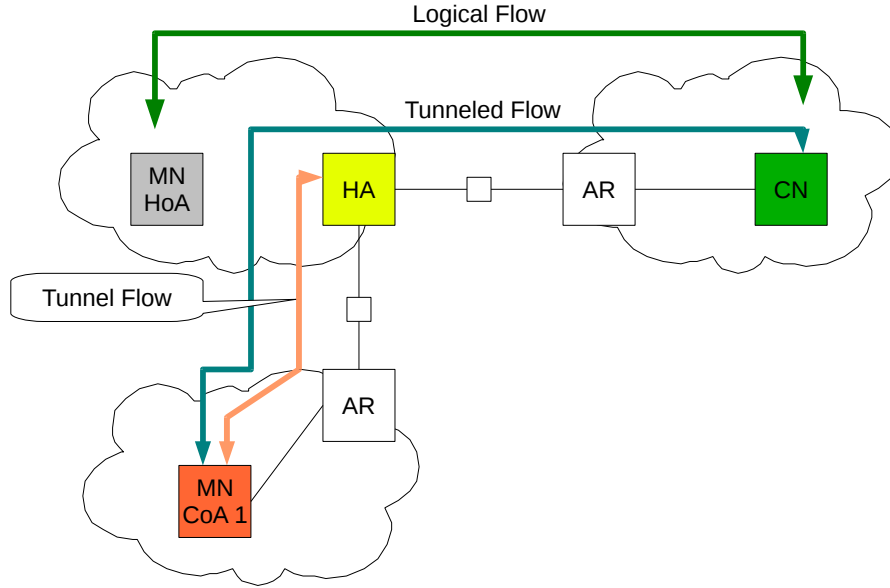 Logical Flow
Tunneled Flow
MN
HoA
HA
AR
CN
Tunnel Flow
AR
MN
CoA 1